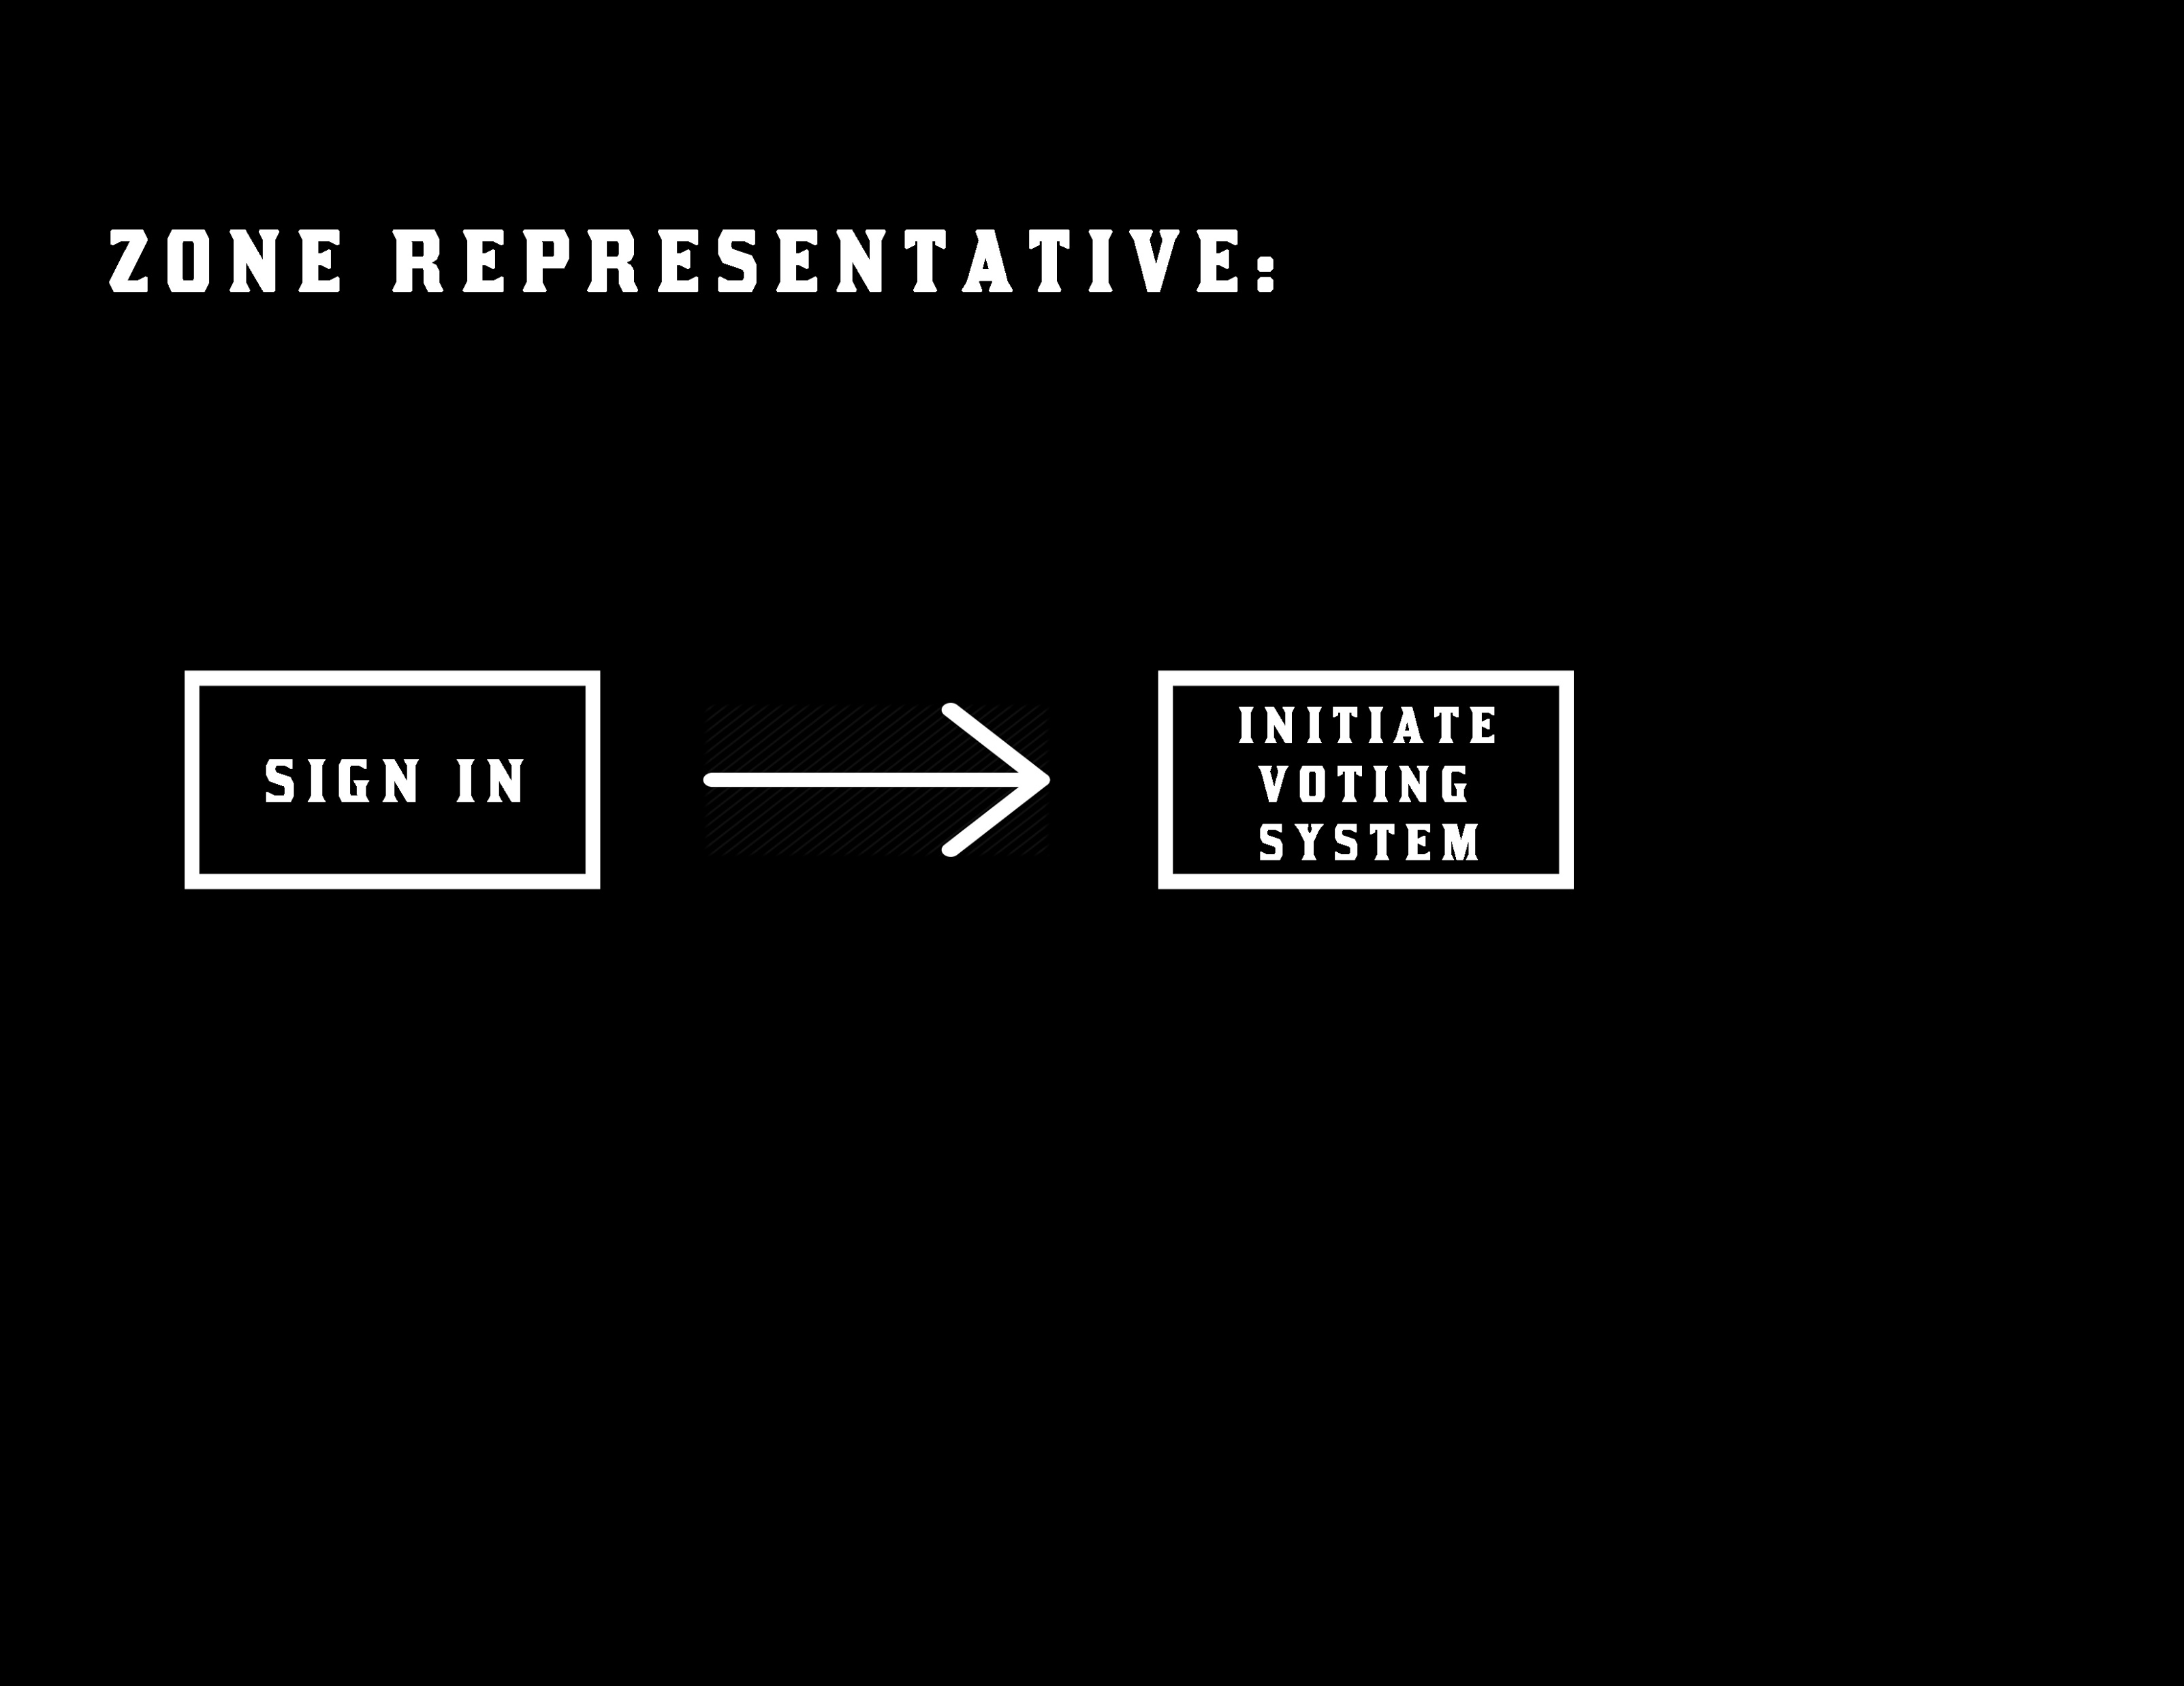 ZONE REPRESENTATIVE:
SIGN IN
INITIATE
VOTING
SYSTEM